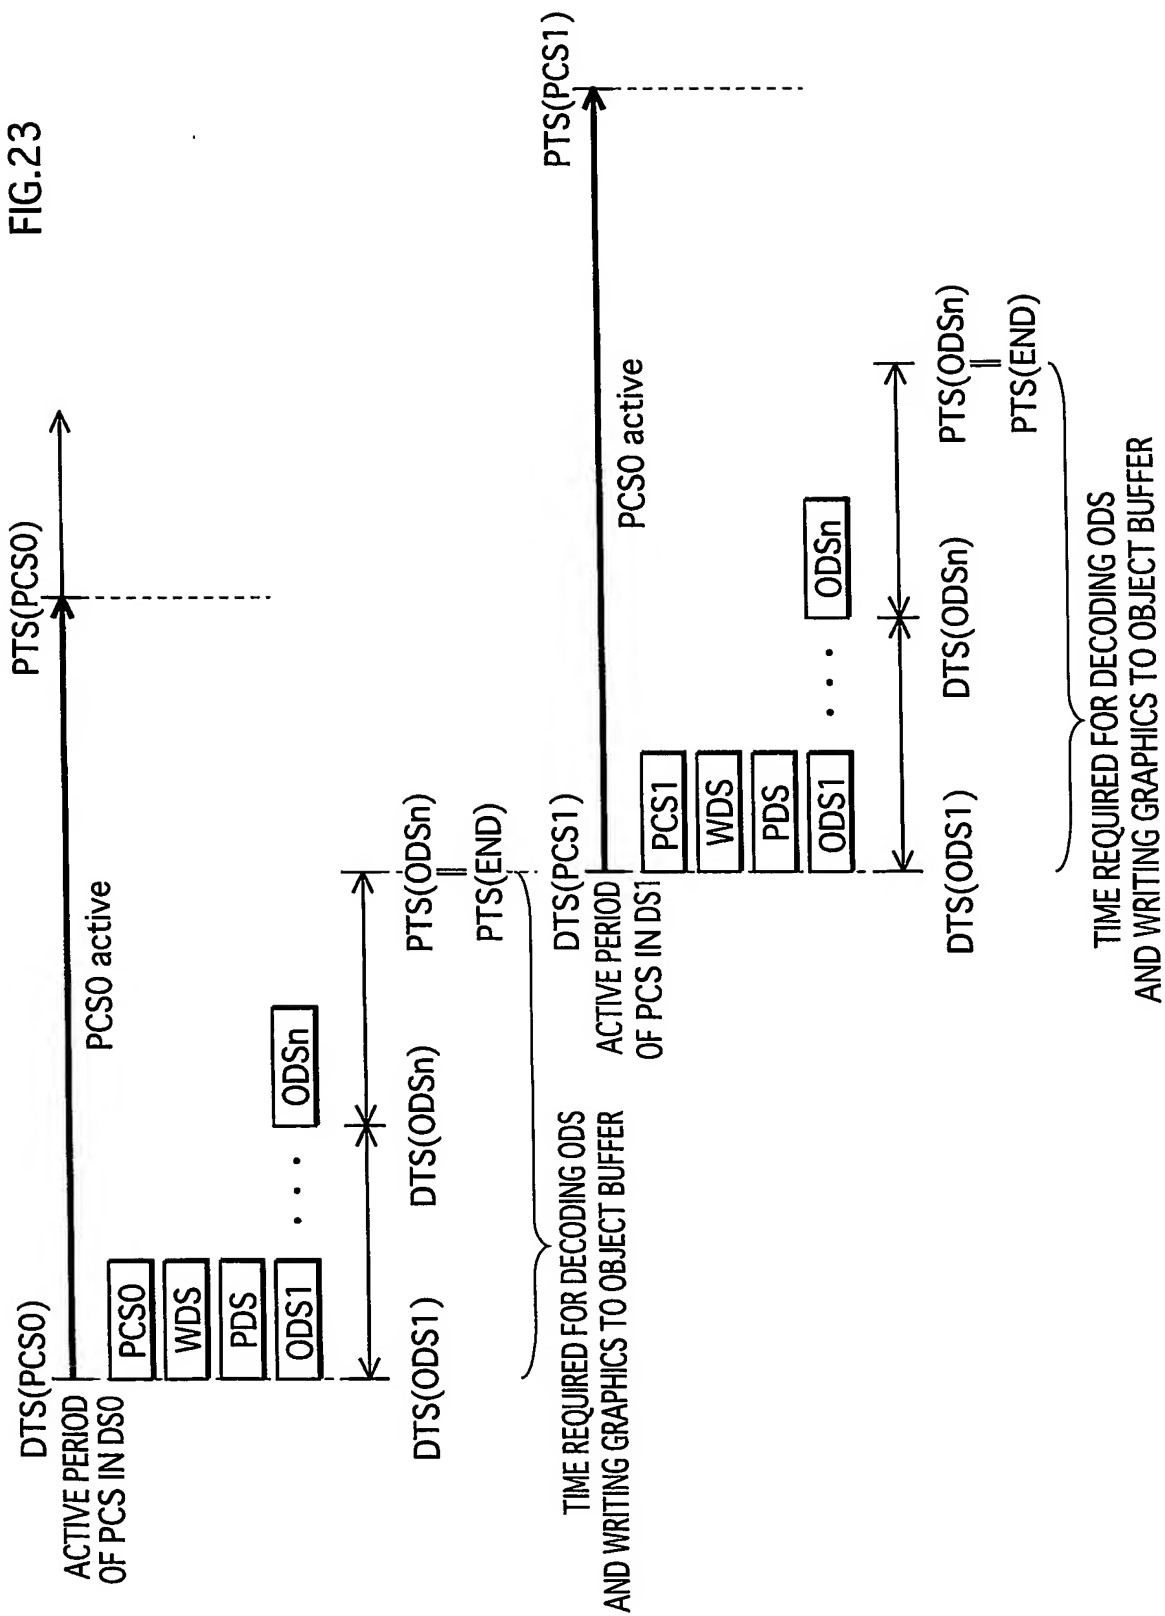 FIG.23
DTS(PCS0)
PTS(PCS0)
ACTIVE PERIOD
OF PCS IN DS0
PCS0 active
PCS0
WDS
PDS
ODS1
. . .
ODSn
DTS(ODS1)
DTS(ODSn)
PTS(ODSn)
PTS(END)
TIME REQUIRED FOR DECODING ODS
AND WRITING GRAPHICS TO OBJECT BUFFER
DTS(PCS1)
PTS(PCS1)
ACTIVE PERIOD
OF PCS IN DS1
PCS0 active
PCS1
WDS
PDS
ODS1
. . .
ODSn
DTS(ODS1)
DTS(ODSn)
PTS(ODSn)
PTS(END)
TIME REQUIRED FOR DECODING ODS
AND WRITING GRAPHICS TO OBJECT BUFFER